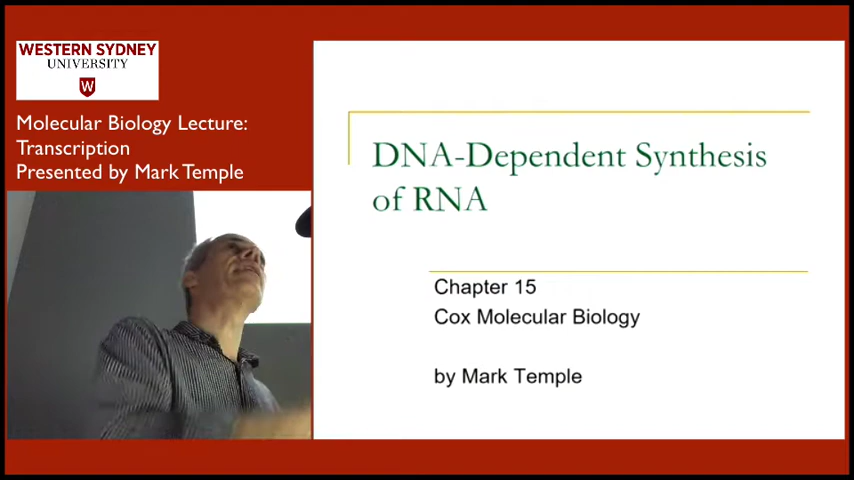 WESTERN SYDNEY
UNIVERSITY
W
Molecular Biology Lecture:
Transcription
Presented by Mark Temple
DNA-Dependent Synthesis
of RNA
Chapter 15
Cox Molecular Biology
by Mark Temple